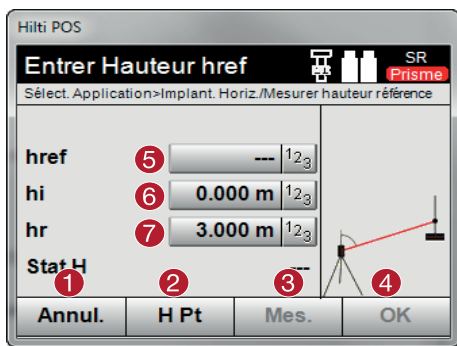 Hilti POS
Entrer Hauteur href
SR
Prisme
Sélect. Application>Implant. Horiz./Mesurer hauteur référence
href 5 --- 123
hi 6 0.000 m 123
hr 7 3.000 m 123
Stat H ---
1 2 3 4
Annul. H Pt Mes. OK